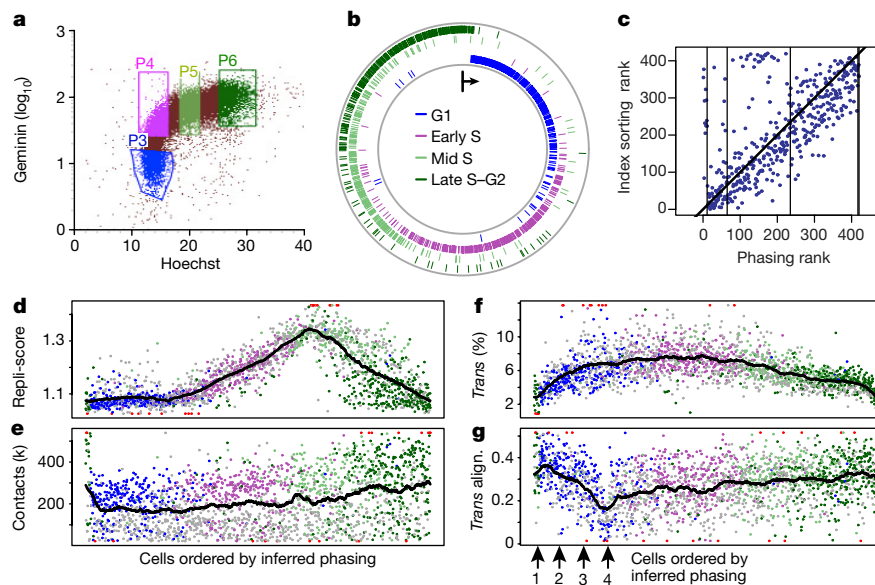 a
3
2
1
0
Geminin (log10)
P4
P5
P6
P3
0
10
20
30
40
Hoechst
b
G1
Early S
Mid S
Late S–G2
c
400
300
200
100
0
Index sorting rank
0
100
200
300
400
Phasing rank
d
1.3
1.1
Repli-score
e
400
200
Contacts (k)
Cells ordered by inferred phasing
f
10
8
6
4
2
Trans (%)
g
0.4
0.2
0
Trans align.
1
2
3
4
Cells ordered by
inferred phasing